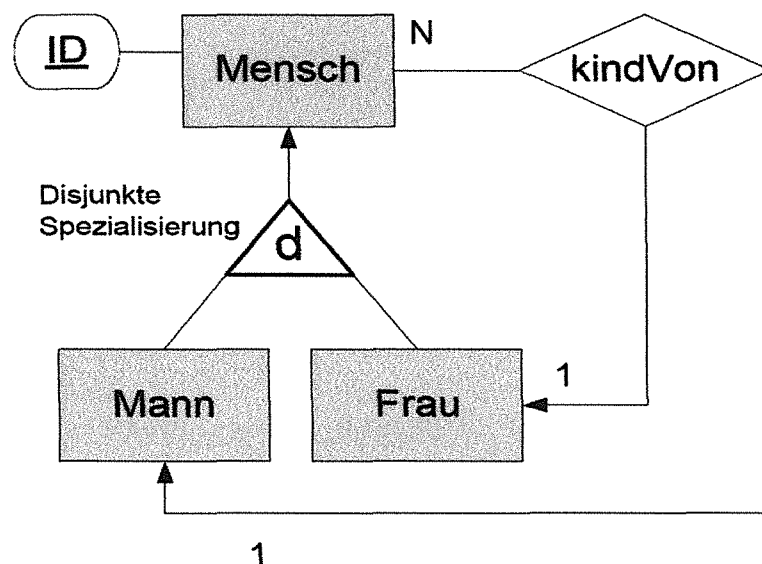 ID
Mensch
N
kindVon
Disjunkte
Spezialisierung
d
Mann
Frau
1
1